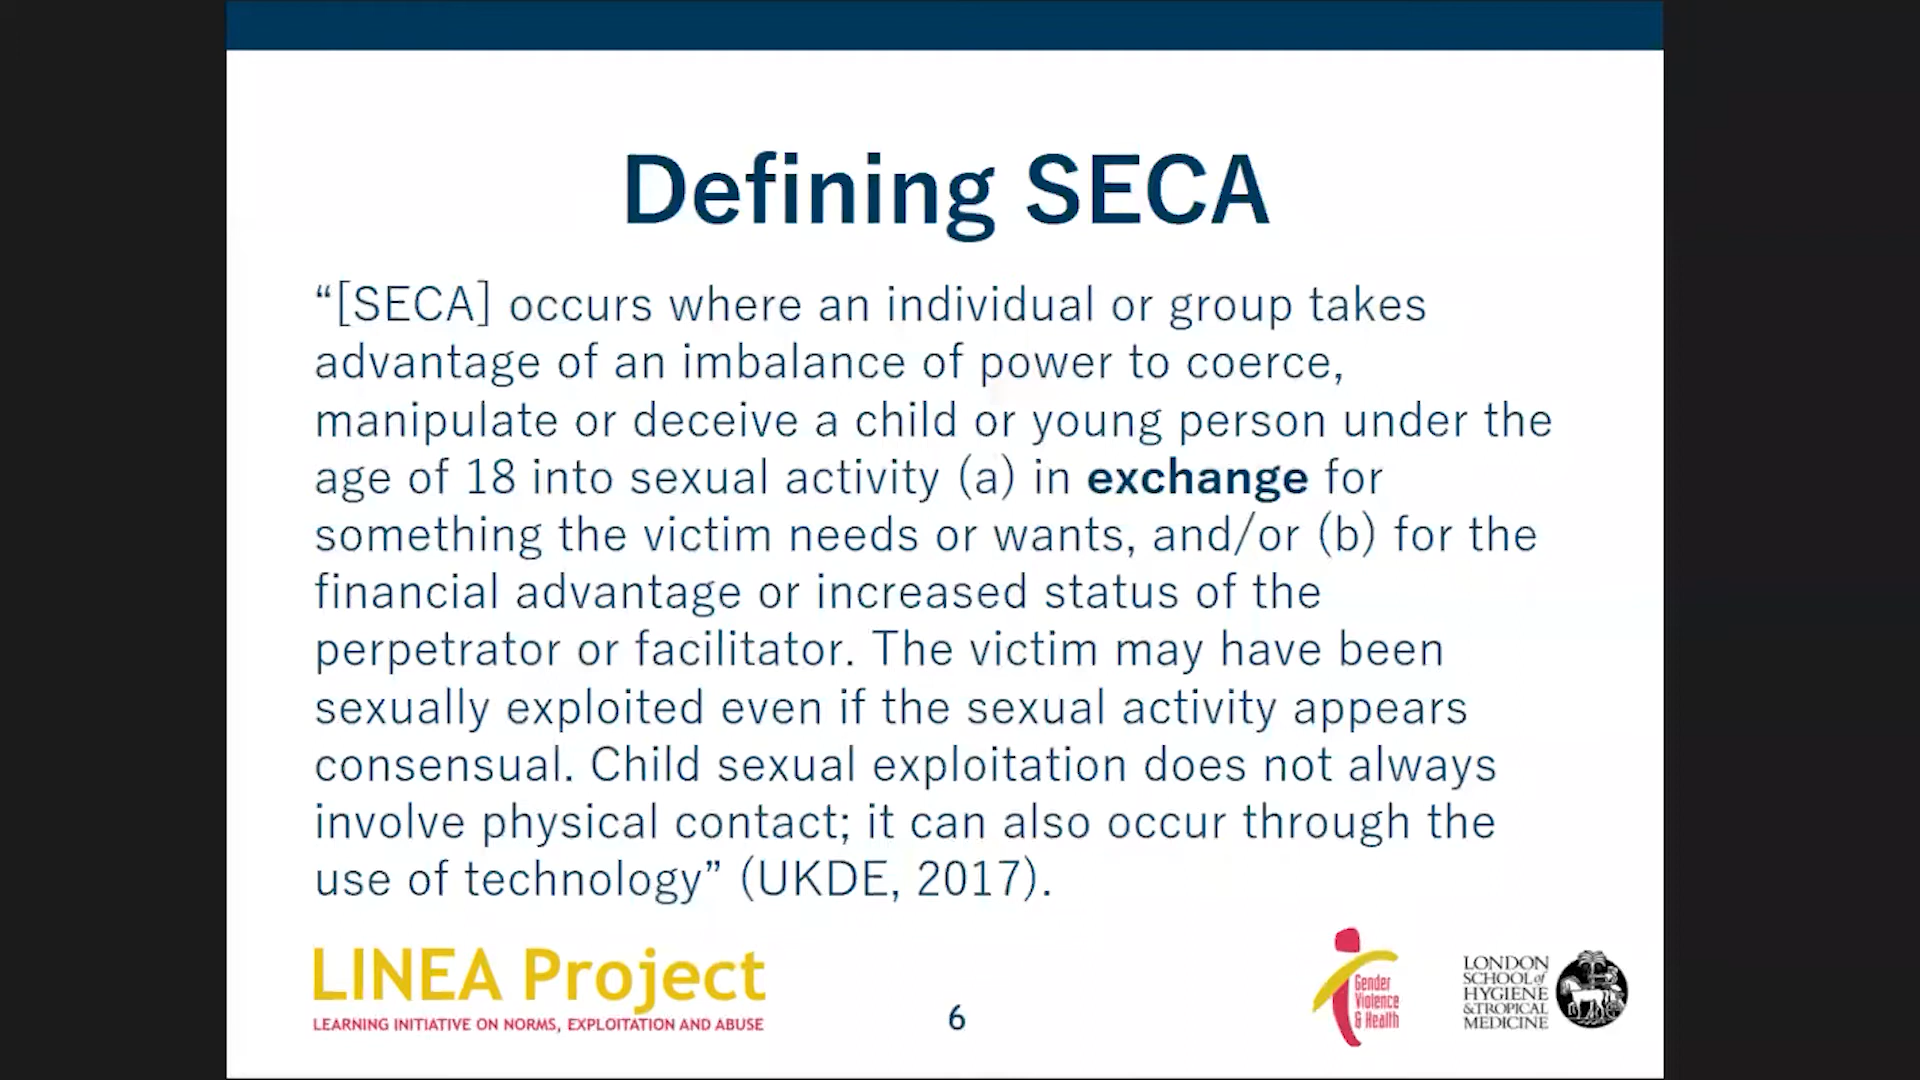 Defining SECA
“[SECA] occurs where an individual or group takes
advantage of an imbalance of power to coerce,
manipulate or deceive a child or young person under the
age of 18 into sexual activity (a) in exchange for
something the victim needs or wants, and/or (b) for the
financial advantage or increased status of the
perpetrator or facilitator. The victim may have been
sexually exploited even if the sexual activity appears
consensual. Child sexual exploitation does not always
involve physical contact; it can also occur through the
use of technology” (UKDE, 2017).
LINEA Project
LEARNING INITIATIVE ON NORMS, EXPLOITATION AND ABUSE
6
Gender
Violence
& Health
LONDON
SCHOOL of
HYGIENE
& TROPICAL
MEDICINE